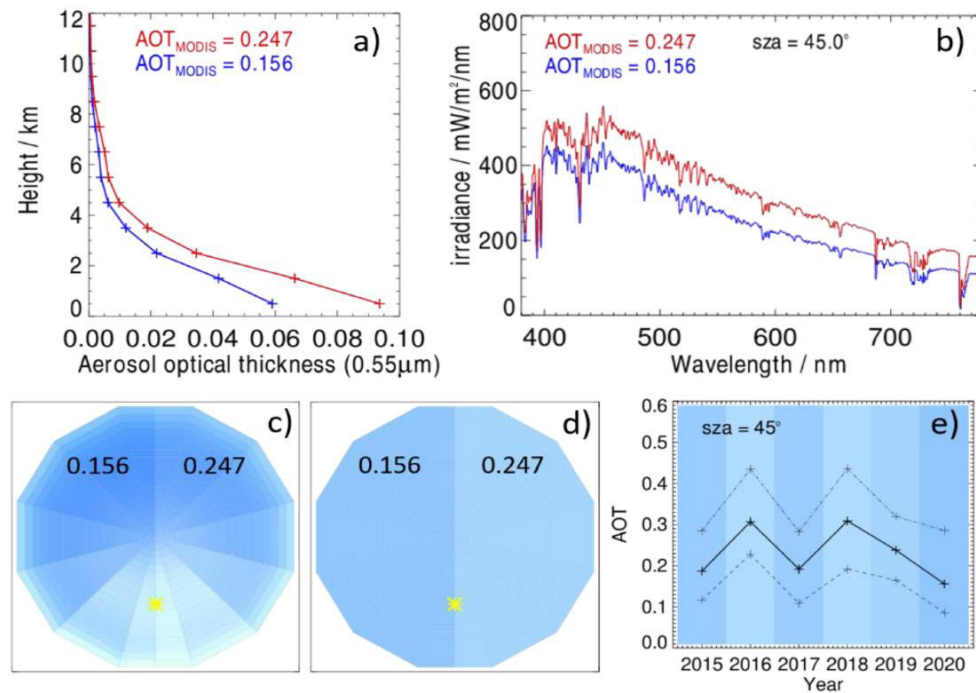 a)
AOT_MODIS = 0.247
AOT_MODIS = 0.156
12
10
8
6
4
2
0
Height / km
0.00 0.02 0.04 0.06 0.08 0.10
Aerosol optical thickness (0.55μm)
b)
AOT_MODIS = 0.247
AOT_MODIS = 0.156
sza = 45.0°
800
600
400
200
0
irradiance / mW/m²/nm
400 500 600 700
Wavelength / nm
c)
0.156 0.247
d)
0.156 0.247
e)
sza = 45°
0.6
0.5
0.4
0.3
0.2
0.1
0.0
AOT
2015 2016 2017 2018 2019 2020
Year